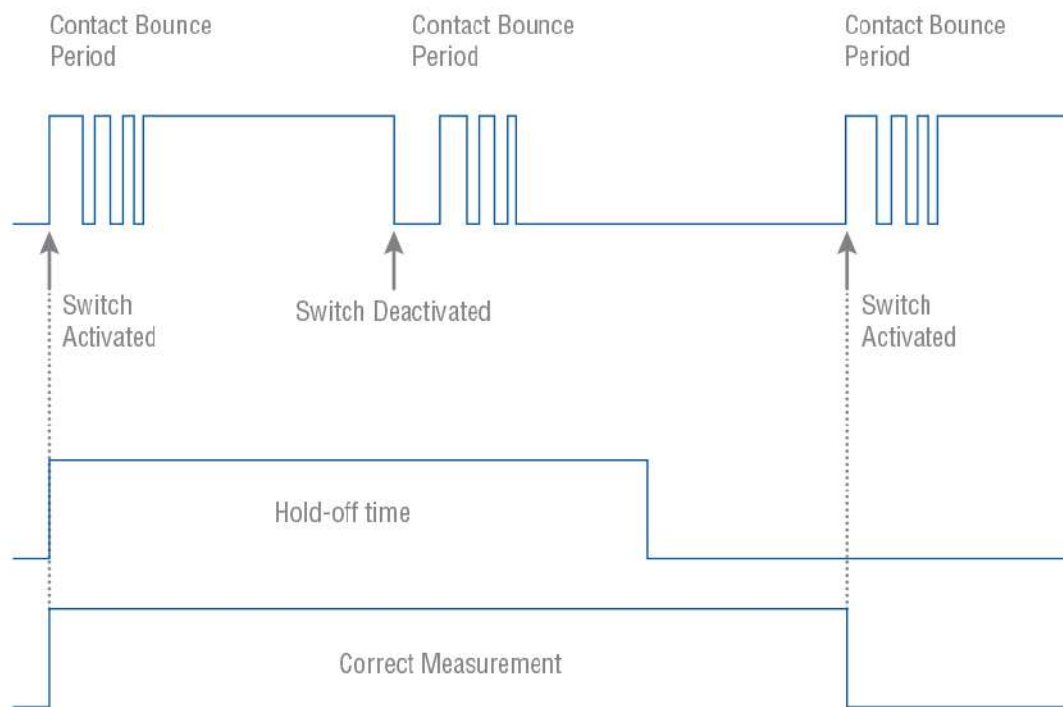 Contact Bounce
Period
Contact Bounce
Period
Contact Bounce
Period
Switch
Activated
Switch Deactivated
Switch
Activated
Hold-off time
Correct Measurement